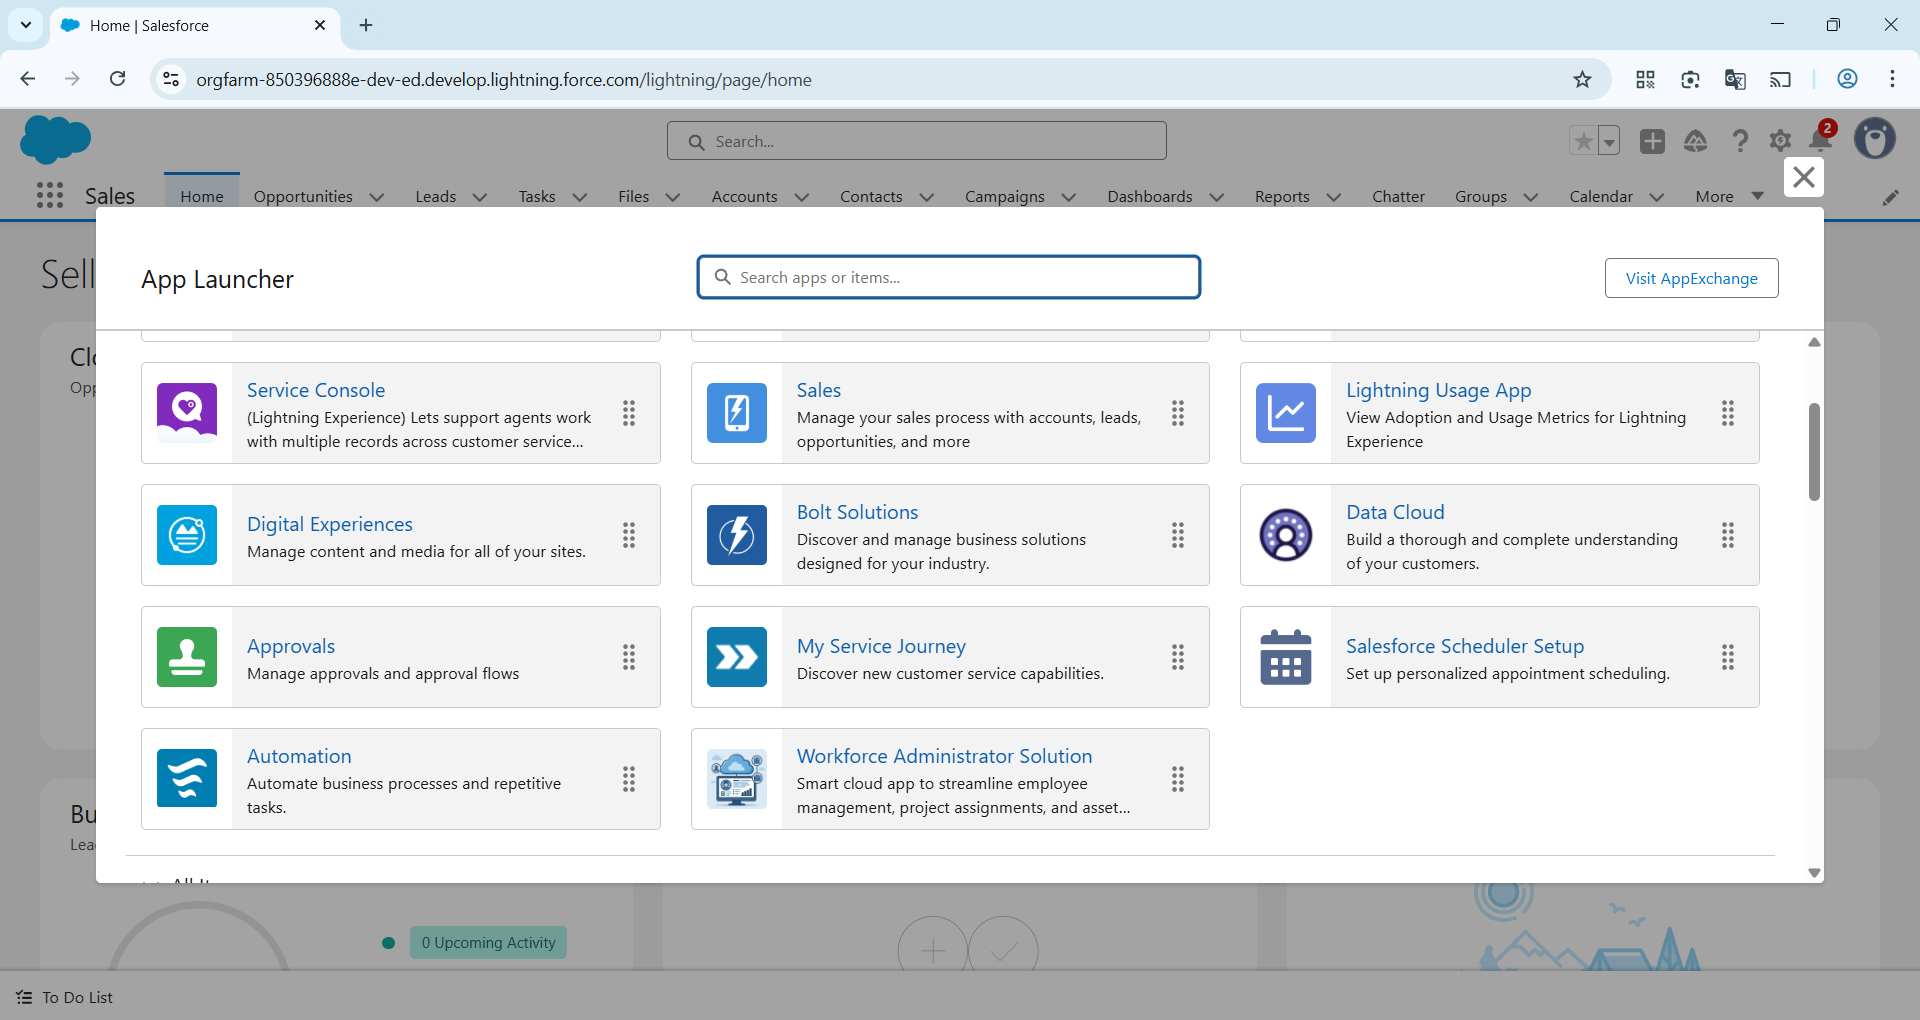 Home | Salesforce
orgfarm-850396888e-dev-ed.develop.lightning.force.com/lightning/page/home
Search...
2
Sales
Home
Opportunities
Leads
Tasks
Files
Accounts
Contacts
Campaigns
Dashboards
Reports
Chatter
Groups
Calendar
More
Sell
App Launcher
Search apps or items...
Visit AppExchange
Service Console
(Lightning Experience) Lets support agents work
with multiple records across customer service...
Sales
Manage your sales process with accounts, leads,
opportunities, and more
Lightning Usage App
View Adoption and Usage Metrics for Lightning
Experience
Digital Experiences
Manage content and media for all of your sites.
Bolt Solutions
Discover and manage business solutions
designed for your industry.
Data Cloud
Build a thorough and complete understanding
of your customers.
Approvals
Manage approvals and approval flows
My Service Journey
Discover new customer service capabilities.
Salesforce Scheduler Setup
Set up personalized appointment scheduling.
Automation
Automate business processes and repetitive
tasks.
Workforce Administrator Solution
Smart cloud app to streamline employee
management, project assignments, and asset...
0 Upcoming Activity
To Do List